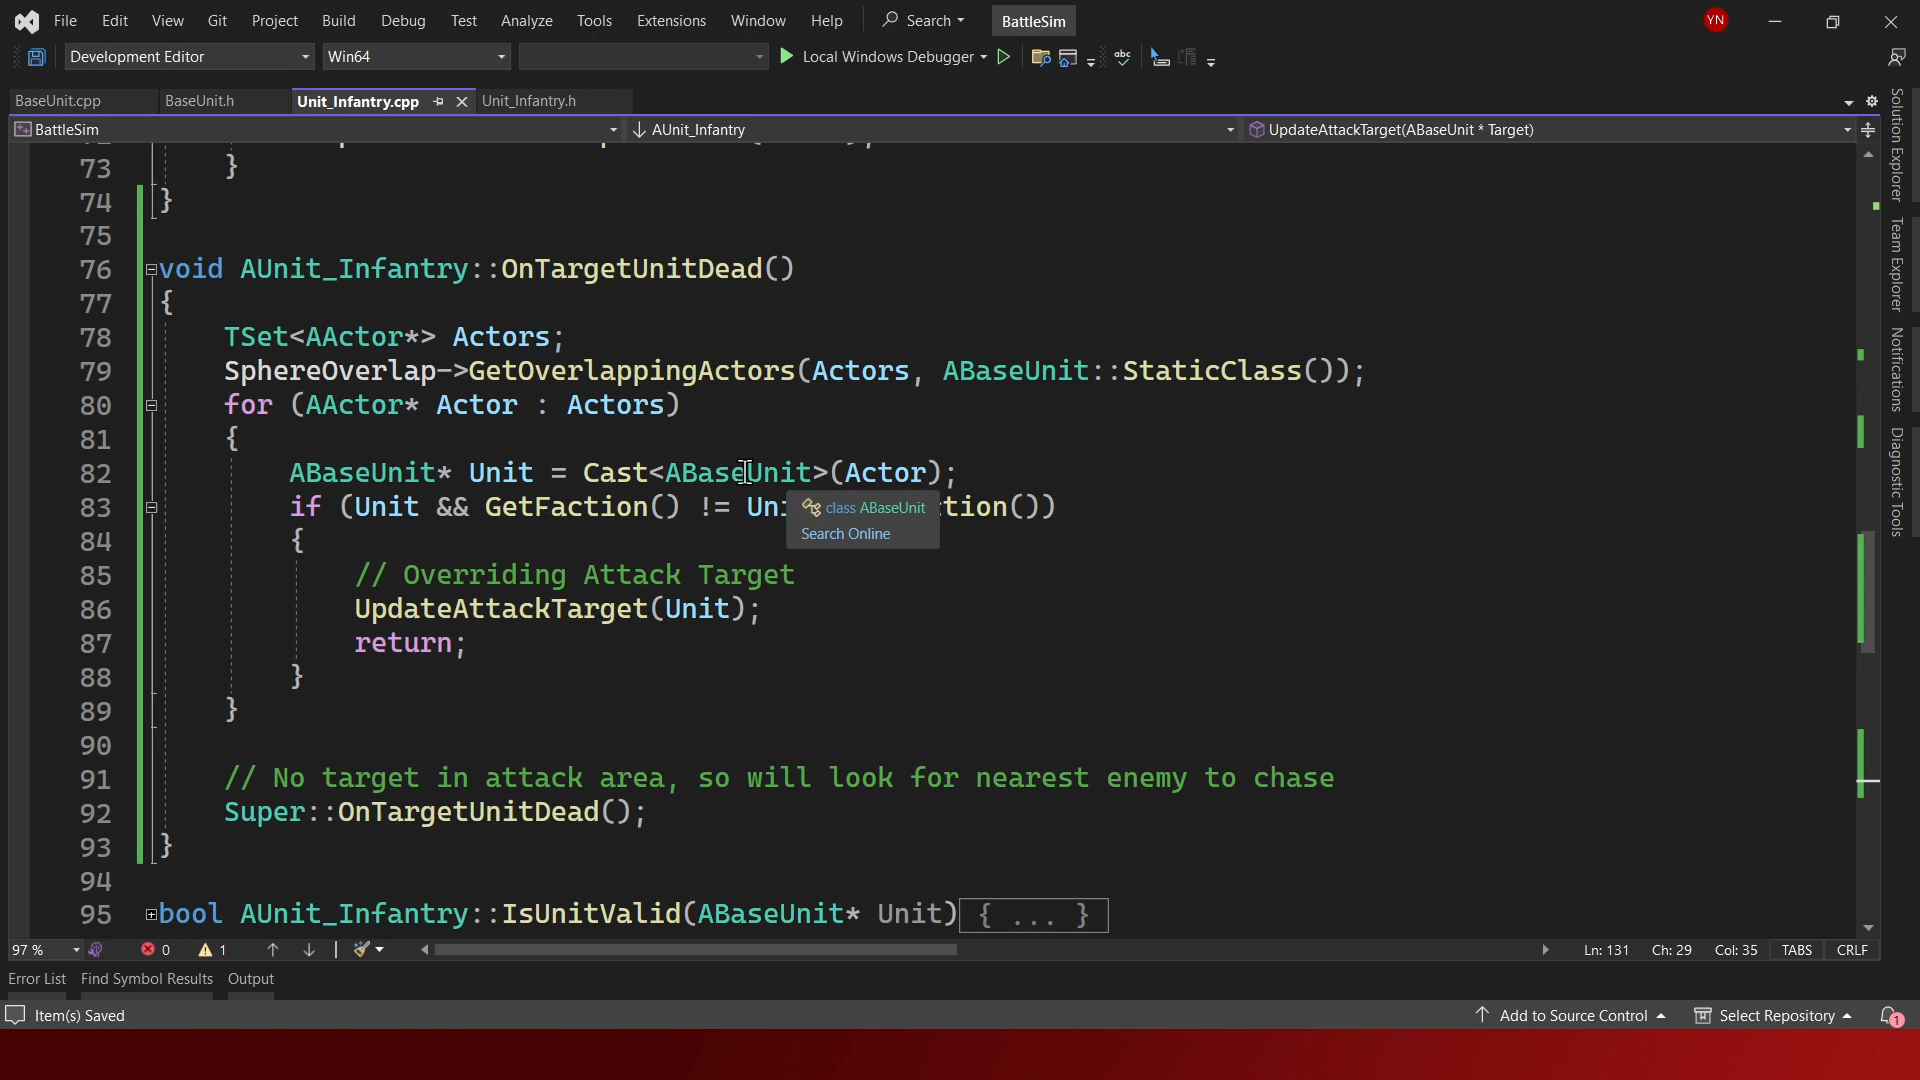 File Edit View Git Project Build Debug Test Analyze Tools Extensions Window Help Search BattleSim YN
Development Editor Win64 Local Windows Debugger
BaseUnit.cpp BaseUnit.h Unit_Infantry.cpp Unit_Infantry.h
BattleSim AUnit_Infantry UpdateAttackTarget(ABaseUnit * Target)
73 }
74 }
75
76 void AUnit_Infantry::OnTargetUnitDead()
77 {
78 TSet<AActor*> Actors;
79 SphereOverlap->GetOverlappingActors(Actors, ABaseUnit::StaticClass());
80 for (AActor* Actor : Actors)
81 {
82 ABaseUnit* Unit = Cast<ABaseUnit>(Actor);
83 if (Unit && GetFaction() != Uni tion())
class ABaseUnit
Search Online
84 {
85 // Overriding Attack Target
86 UpdateAttackTarget(Unit);
87 return;
88 }
89 }
90
91 // No target in attack area, so will look for nearest enemy to chase
92 Super::OnTargetUnitDead();
93 }
94
95 bool AUnit_Infantry::IsUnitValid(ABaseUnit* Unit) { ... }
97 % 0 1 Ln: 131 Ch: 29 Col: 35 TABS CRLF
Error List Find Symbol Results Output
Item(s) Saved Add to Source Control Select Repository 1
Solution Explorer
Team Explorer
Notifications
Diagnostic Tools